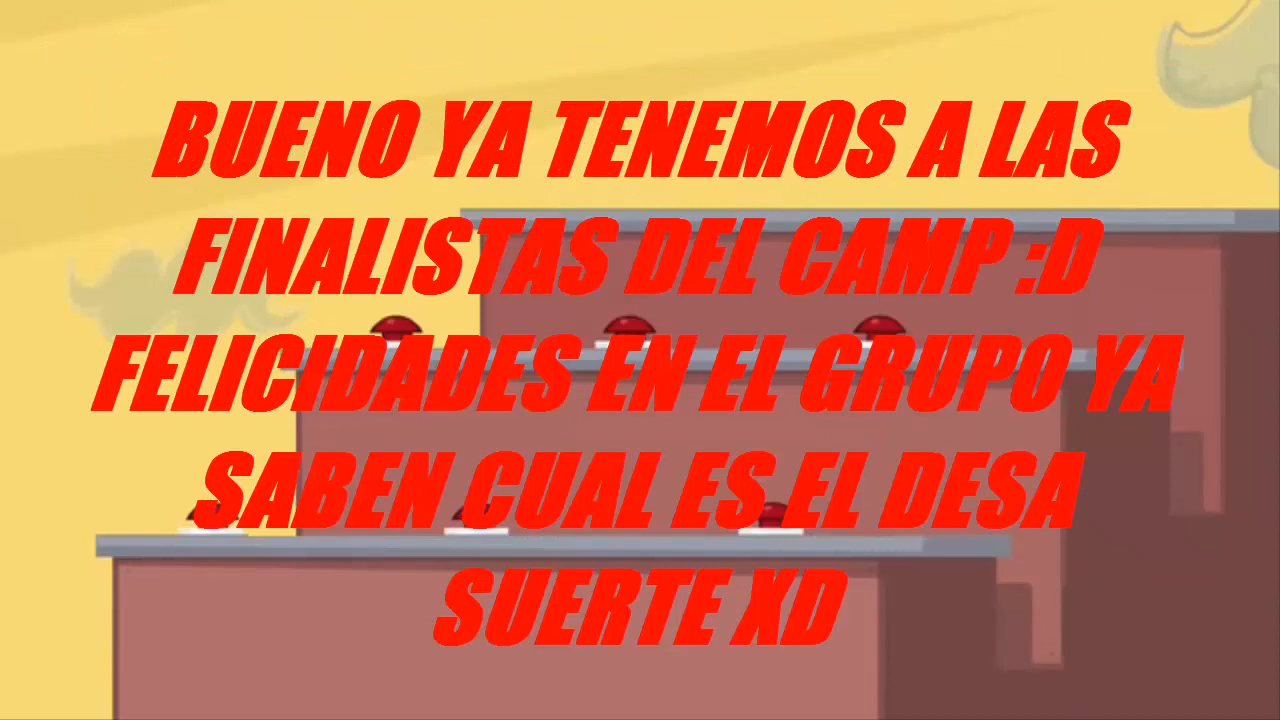 BUENO YA TENEMOS A LAS
FINALISTAS DEL CAMP :D
FELICIDADES EN EL GRUPO YA
SABEN CUAL ES EL DESA
SUERTE XD